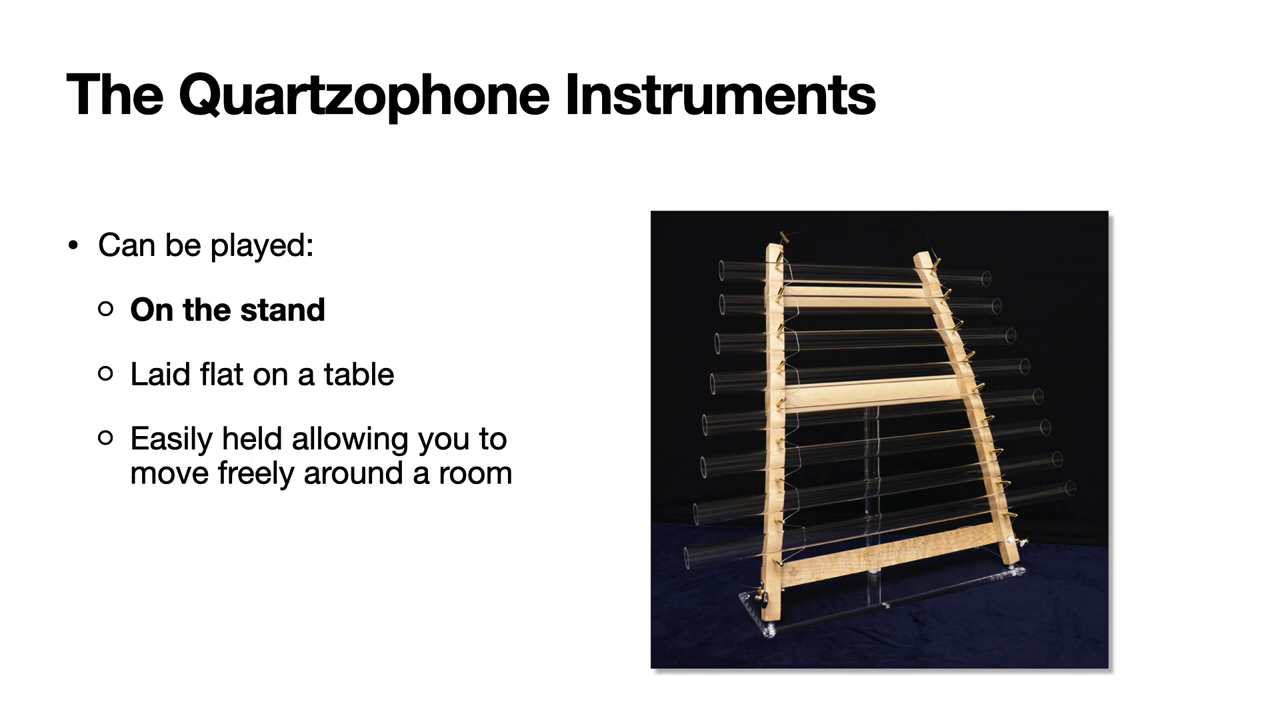 The Quartzophone Instruments
• Can be played:
○ On the stand
○ Laid flat on a table
○ Easily held allowing you to
move freely around a room